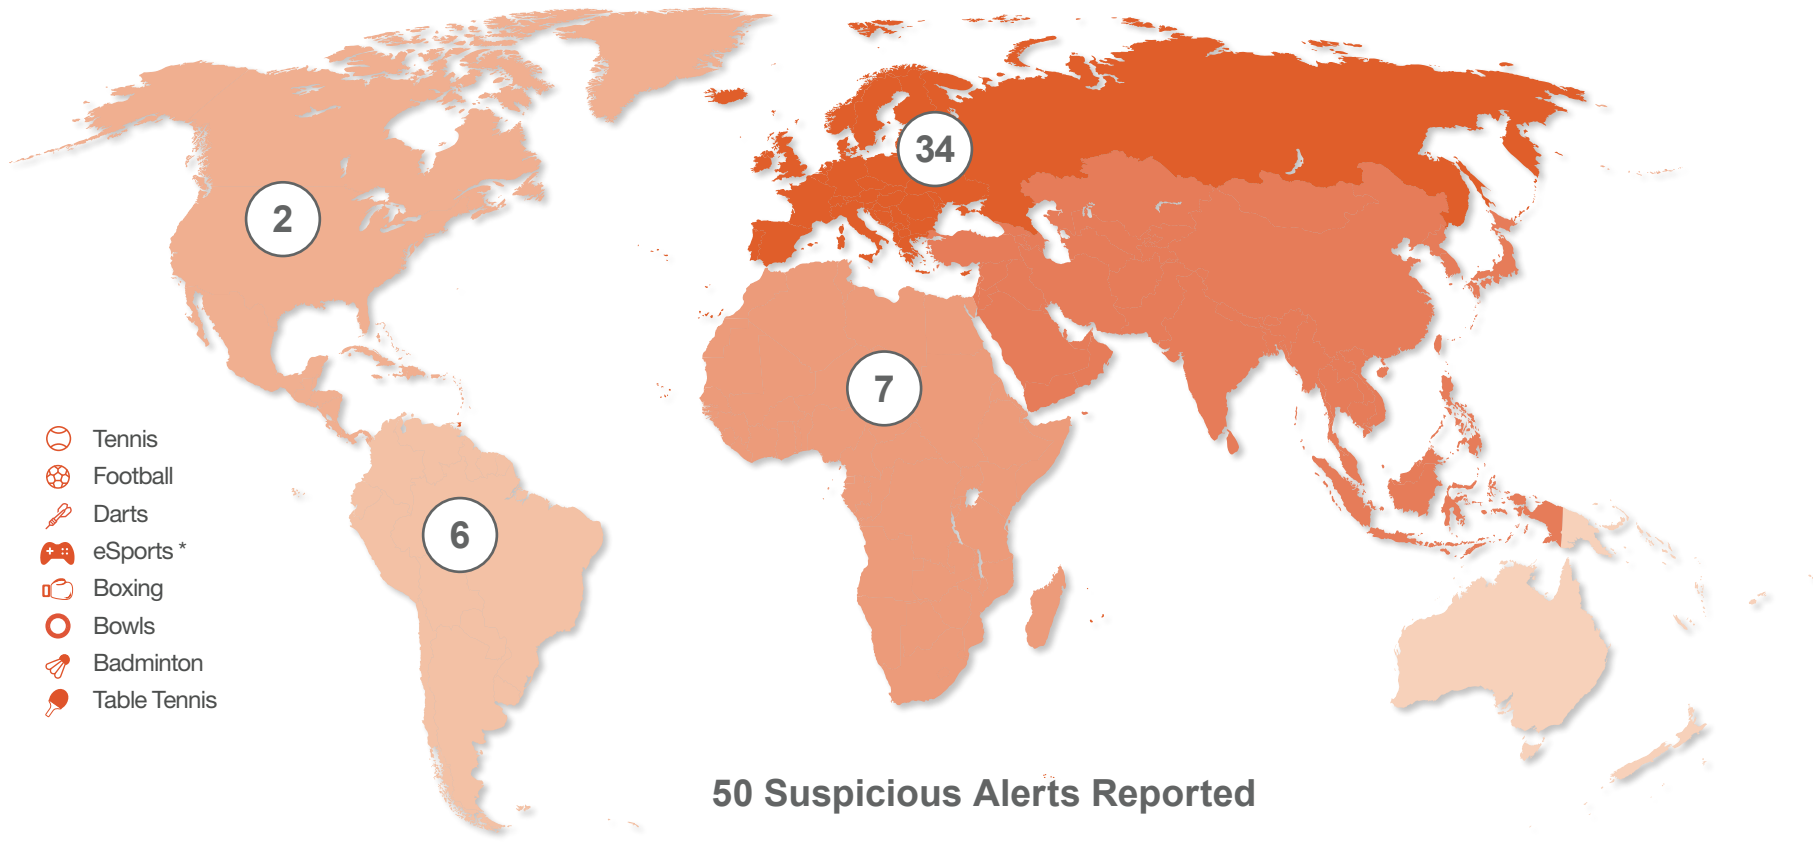 34
2
7
6
Tennis
Football
Darts
eSports *
Boxing
Bowls
Badminton
Table Tennis
50 Suspicious Alerts Reported